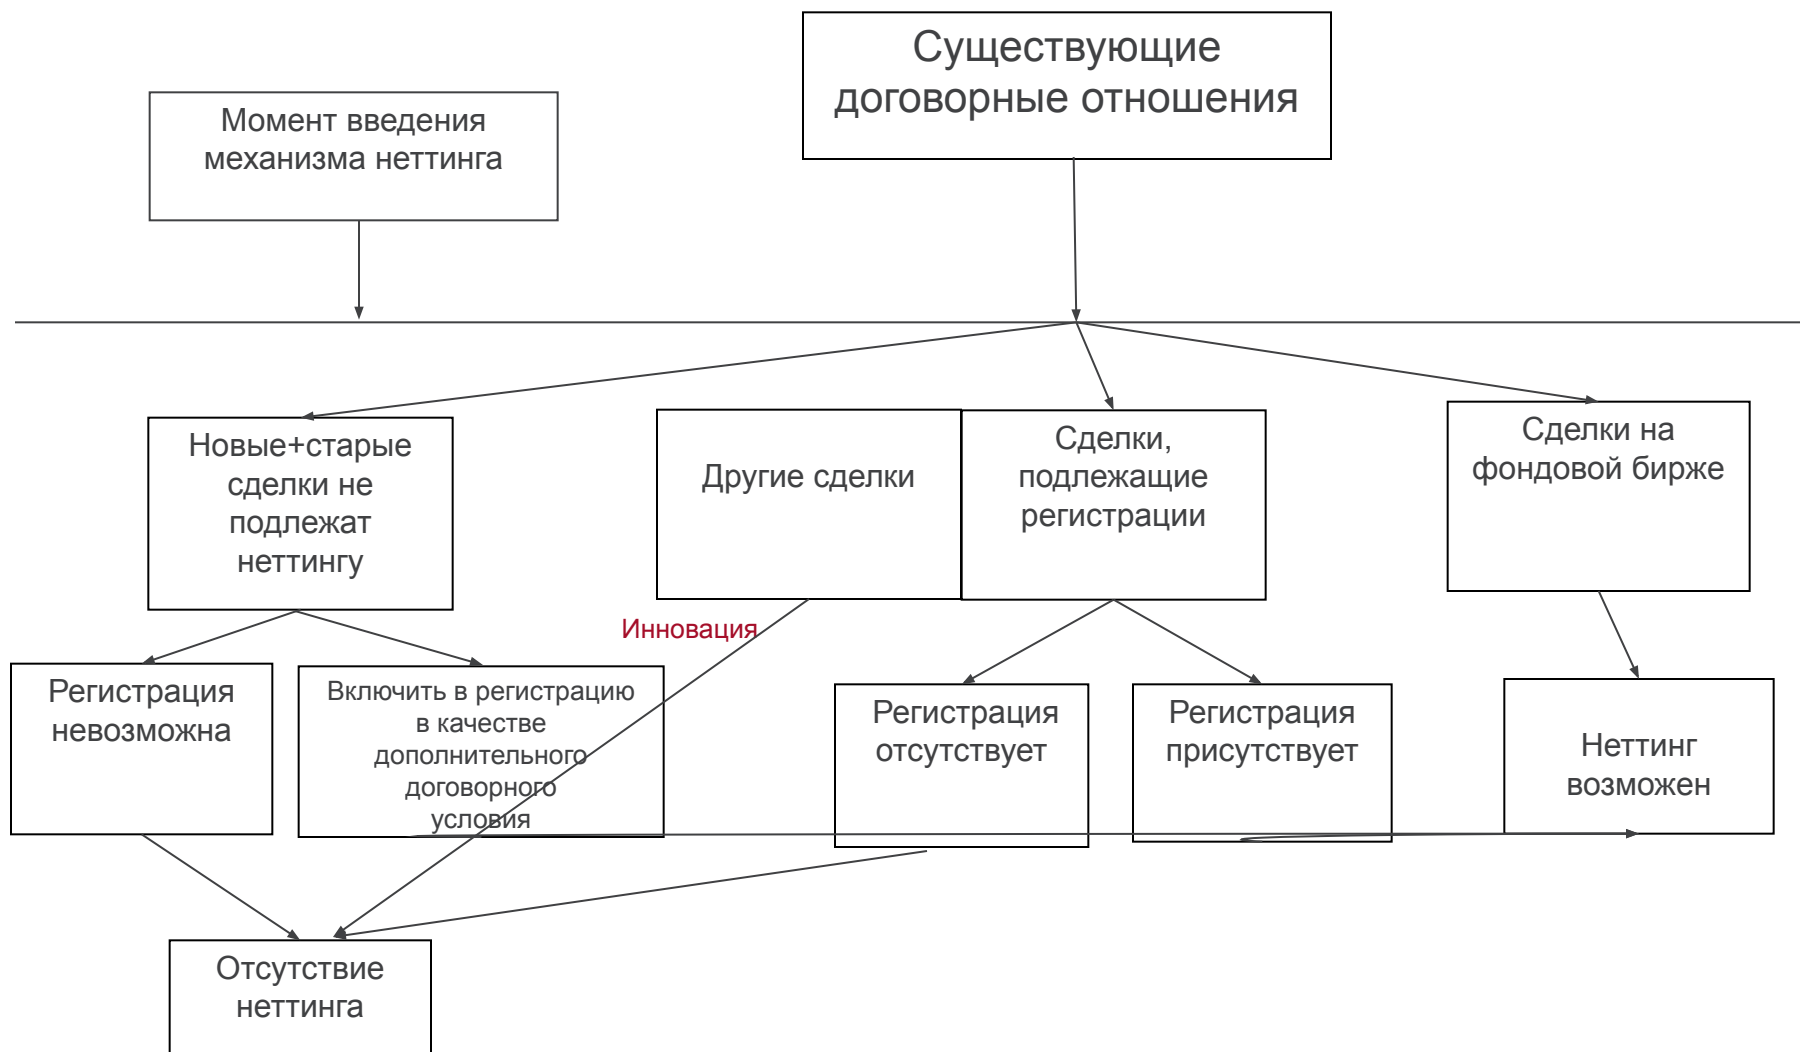 Существующие
договорные отношения
Момент введения
механизма неттинга
Новые+старые
сделки не
подлежат
неттингу
Другие сделки
Сделки,
подлежащие
регистрации
Сделки на
фондовой бирже
Инновация
Регистрация
невозможна
Включить в регистрацию
в качестве
дополнительного
договорного
условия
Регистрация
отсутствует
Регистрация
присутствует
Неттинг
возможен
Отсутствие
неттинга